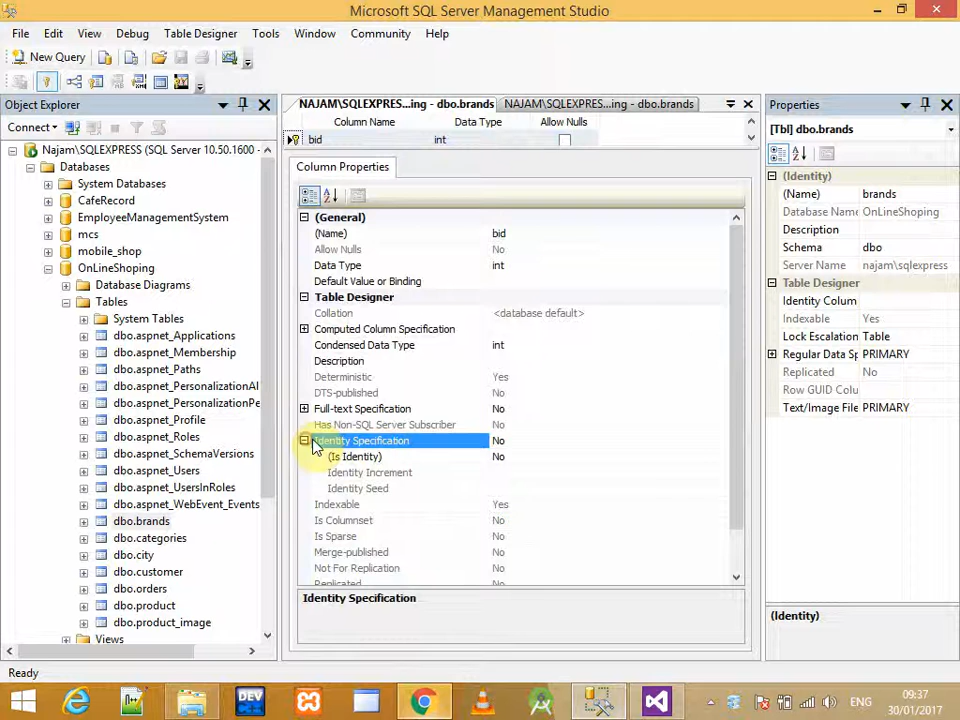 Microsoft SQL Server Management Studio
File Edit View Debug Table Designer Tools Window Community Help
New Query
Object Explorer
Connect
Najam\SQLEXPRESS (SQL Server 10.50.1600 -
Databases
System Databases
CafeRecord
EmployeeManagementSystem
mcs
mobile_shop
OnLineShoping
Database Diagrams
Tables
System Tables
dbo.aspnet_Applications
dbo.aspnet_Membership
dbo.aspnet_Paths
dbo.aspnet_PersonalizationAl
dbo.aspnet_PersonalizationPe
dbo.aspnet_Profile
dbo.aspnet_Roles
dbo.aspnet_SchemaVersions
dbo.aspnet_Users
dbo.aspnet_UsersInRoles
dbo.aspnet_WebEvent_Events
dbo.brands
dbo.categories
dbo.city
dbo.customer
dbo.orders
dbo.product
dbo.product_image
Views
NAJAM\SQLEXPRES...ing - dbo.brands NAJAM\SQLEXPRES...ing - dbo.brands
Column Name Data Type Allow Nulls
bid int
Column Properties
(General)
(Name) bid
Allow Nulls No
Data Type int
Default Value or Binding
Table Designer
Collation <database default>
Computed Column Specification
Condensed Data Type int
Description
Deterministic Yes
DTS-published No
Full-text Specification No
Has Non-SQL Server Subscriber No
Identity Specification No
(Is Identity) No
Identity Increment
Identity Seed
Indexable Yes
Is Columnset No
Is Sparse No
Merge-published No
Not For Replication No
Replicated No
Identity Specification
Properties
[Tbl] dbo.brands
(Identity)
(Name) brands
Database Name OnLineShoping
Description
Schema dbo
Server Name najam\sqlexpress
Table Designer
Identity Colum
Indexable Yes
Lock Escalation Table
Regular Data Sp PRIMARY
Replicated No
Row GUID Colu
Text/Image File PRIMARY
(Identity)
Ready
DEV
ENG
09:37
30/01/2017